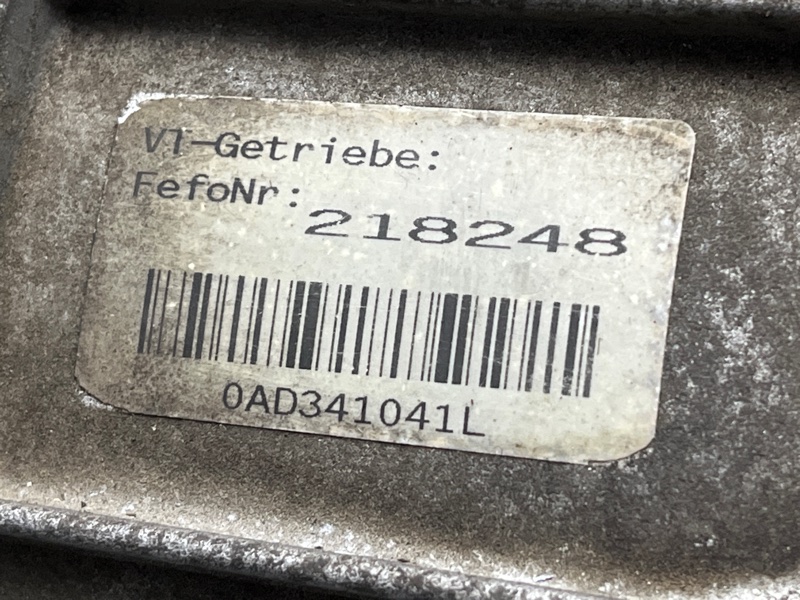 VT-Getriebe:
FefoNr:
218248
0AD341041L